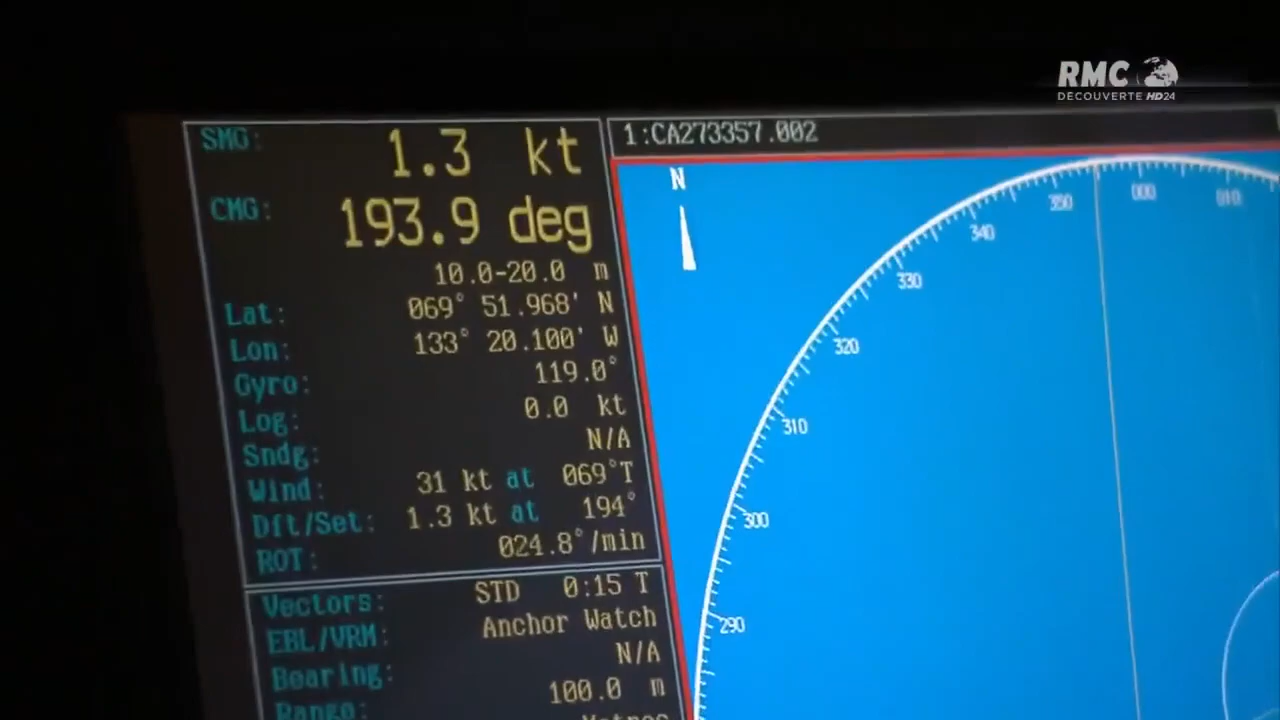 RMC
DÉCOUVERTE HD24
SMG: 1.3 kt
CMG: 193.9 deg
10.0-20.0 m
Lat: 069° 51.968' N
Lon: 133° 20.100' W
Gyro: 119.0°
Log: 0.0 kt
Sndg: N/A
Wind: 31 kt at 069°T
Dft/Set: 1.3 kt at 194°
ROT: 024.8°/min
Vectors: STD 0:15 T
EBL/VRM: Anchor Watch
Bearing: N/A
Range: 100.0 m
Metres
1:CA273357.002
N
350 000 010
340
330
320
310
300
290